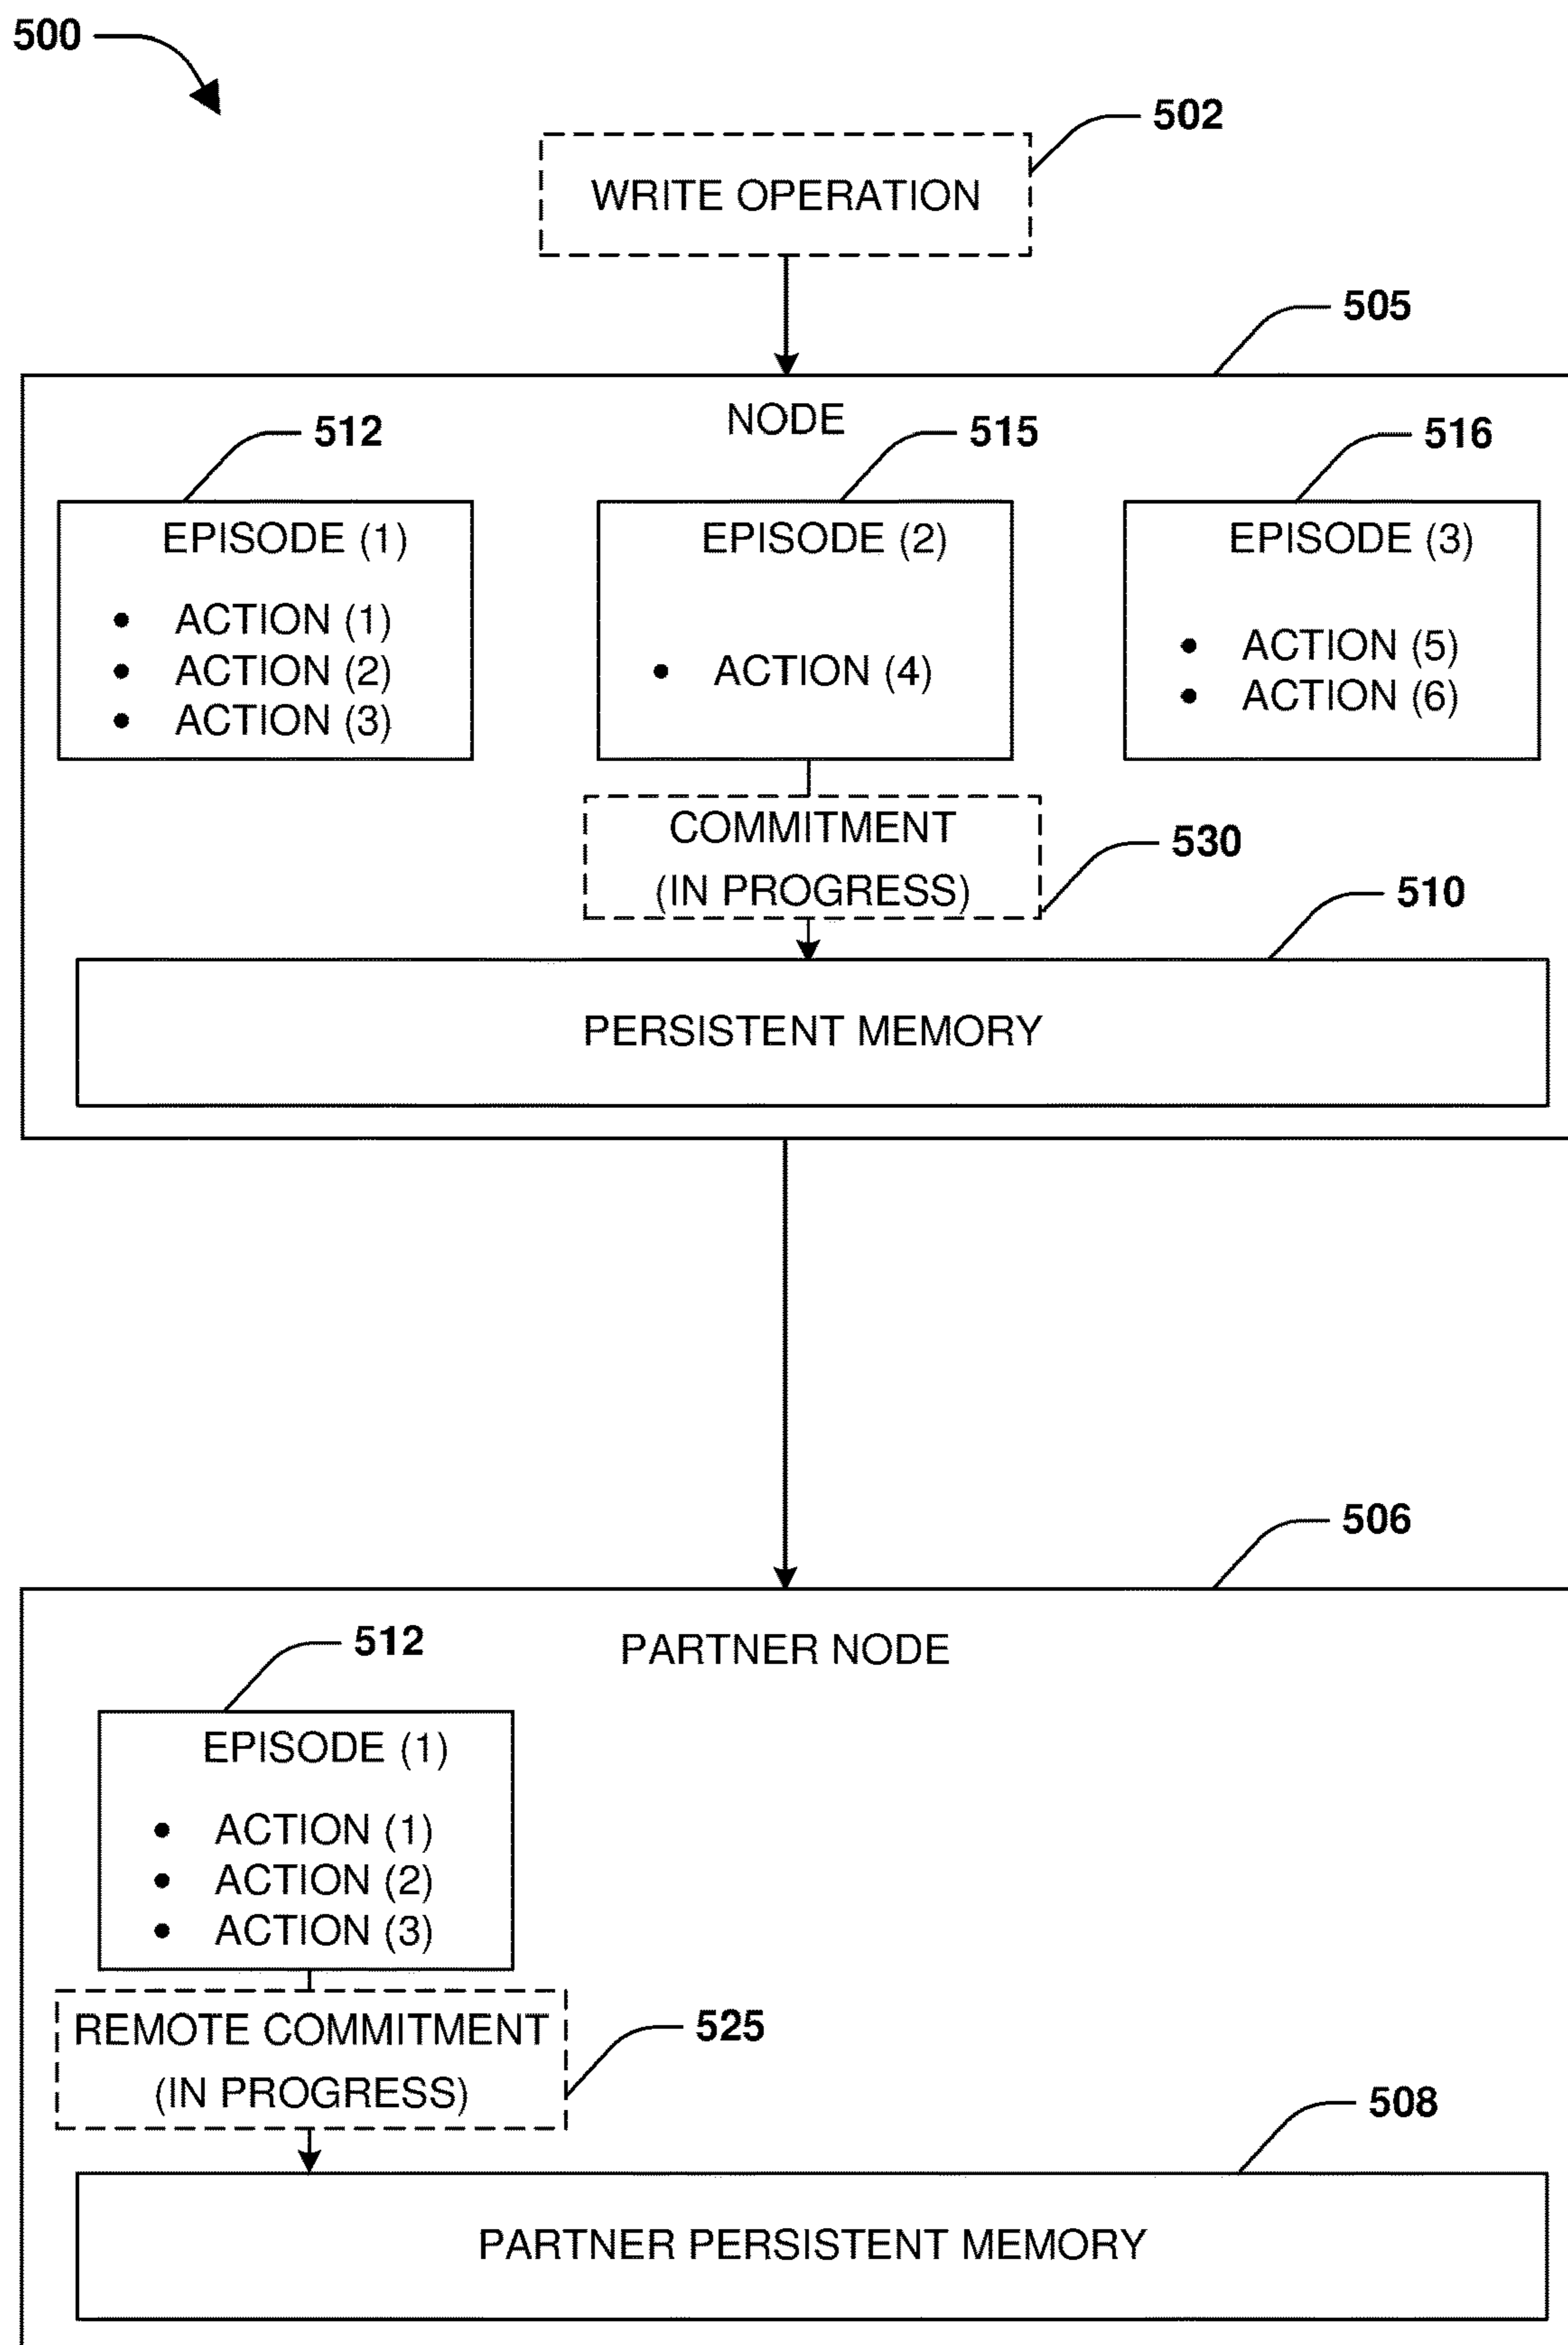 500
502
WRITE OPERATION
505
NODE
512
515
516
EPISODE (1)
• ACTION (1)
• ACTION (2)
• ACTION (3)
EPISODE (2)
• ACTION (4)
EPISODE (3)
• ACTION (5)
• ACTION (6)
COMMITMENT
(IN PROGRESS)
530
510
PERSISTENT MEMORY
506
PARTNER NODE
512
EPISODE (1)
• ACTION (1)
• ACTION (2)
• ACTION (3)
REMOTE COMMITMENT
(IN PROGRESS)
525
508
PARTNER PERSISTENT MEMORY